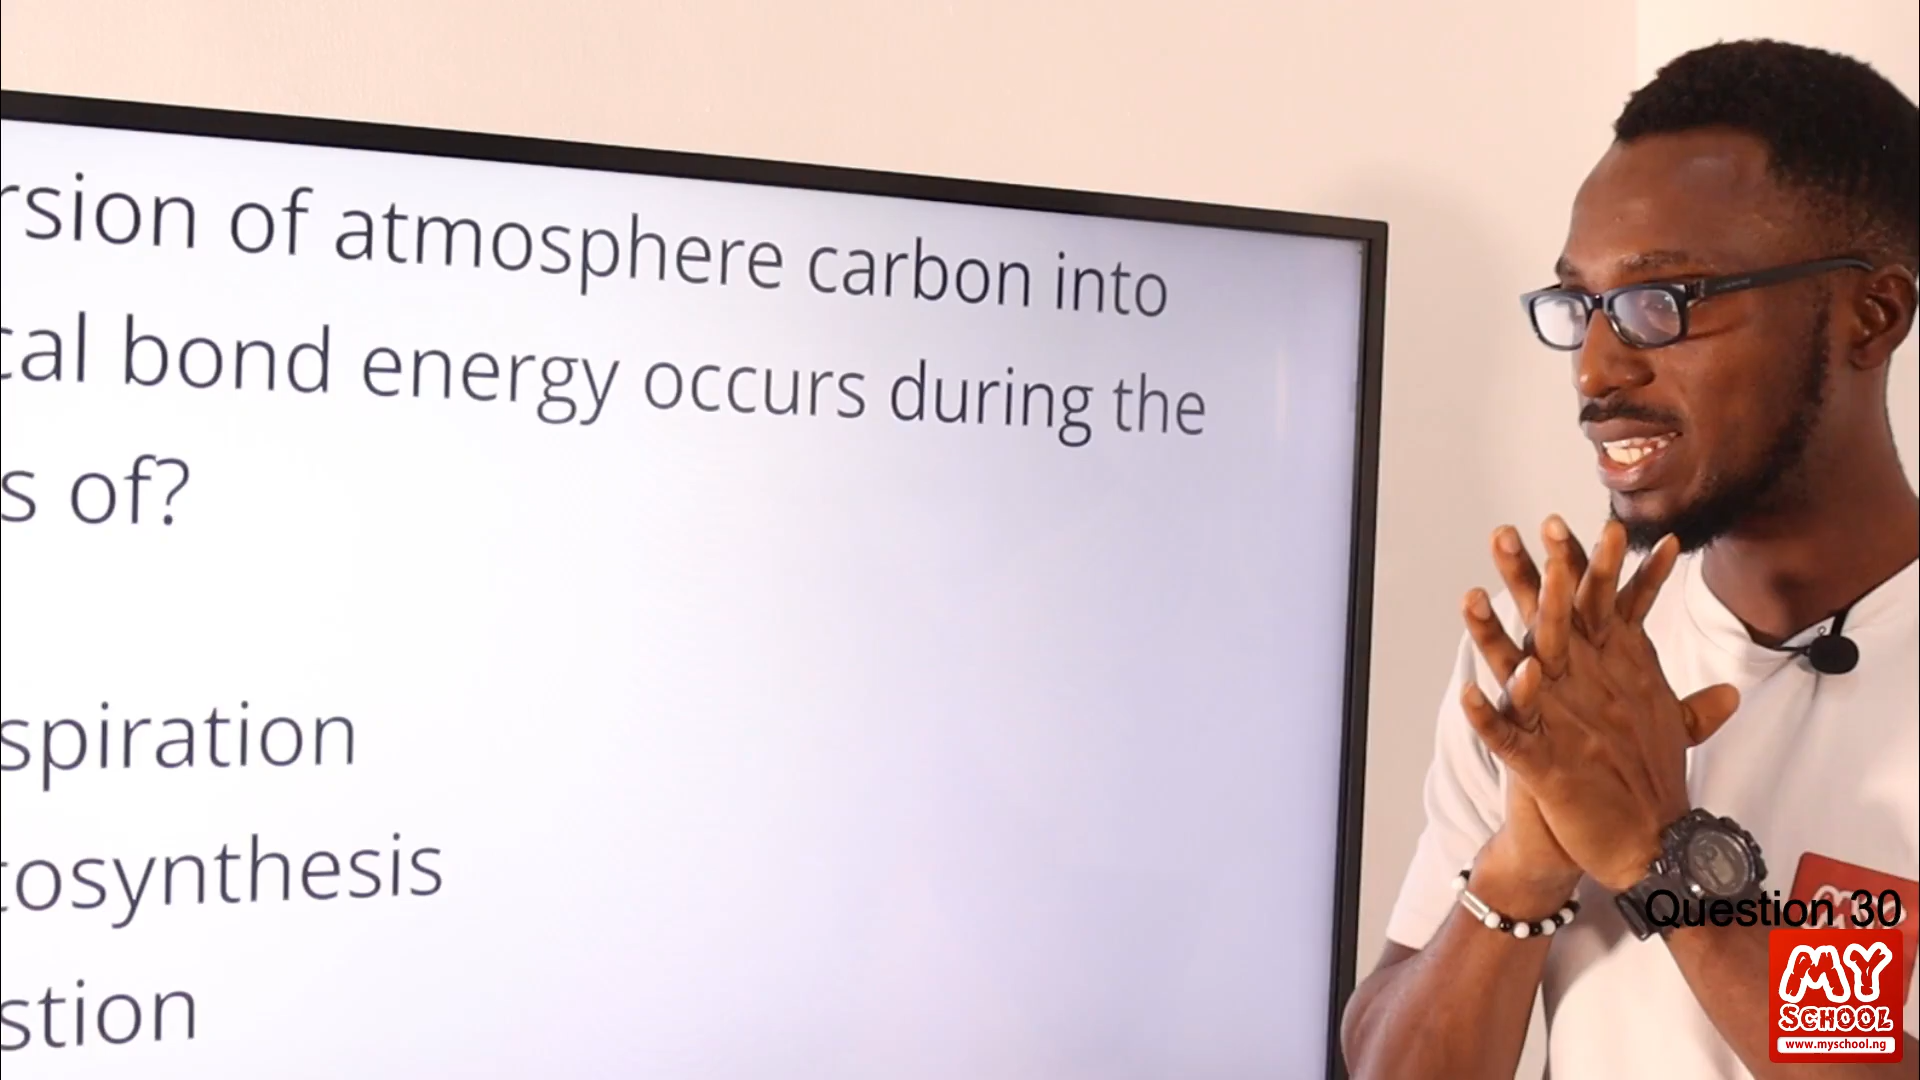 rsion of atmosphere carbon into
cal bond energy occurs during the
s of?
spiration
tosynthesis
stion
Question 30
MY
SCHOOL
www.myschool.ng